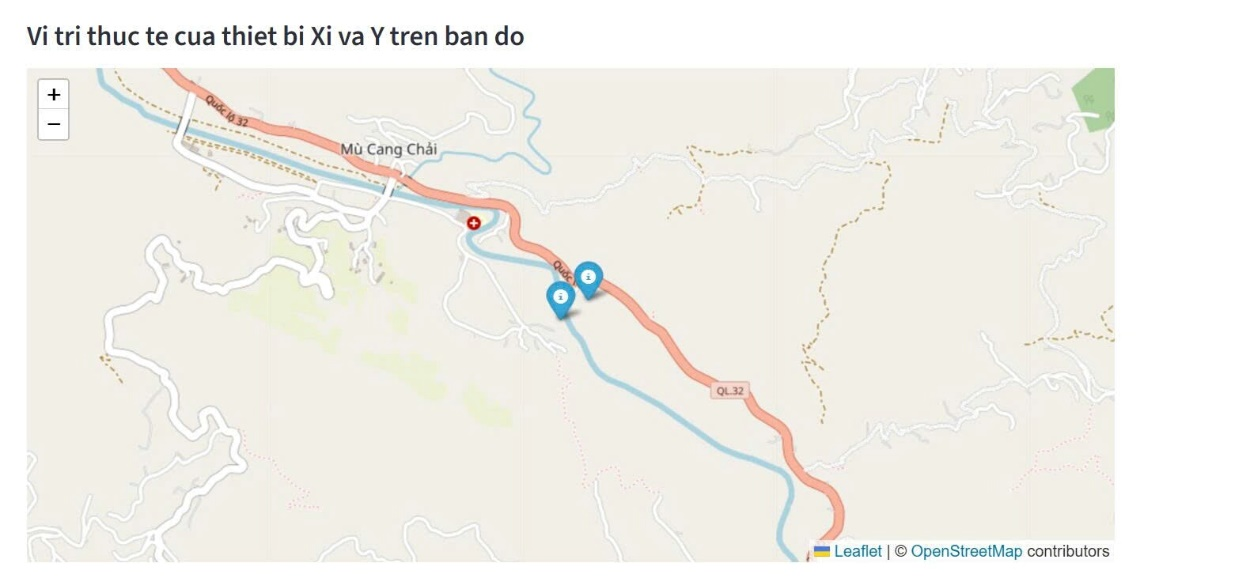 Vi tri thuc te cua thiet bi Xi va Y tren ban do
+
−
Quốc lộ 32
Mù Cang Chải
Quốc
i
i
QL.32
Leaflet | © OpenStreetMap contributors